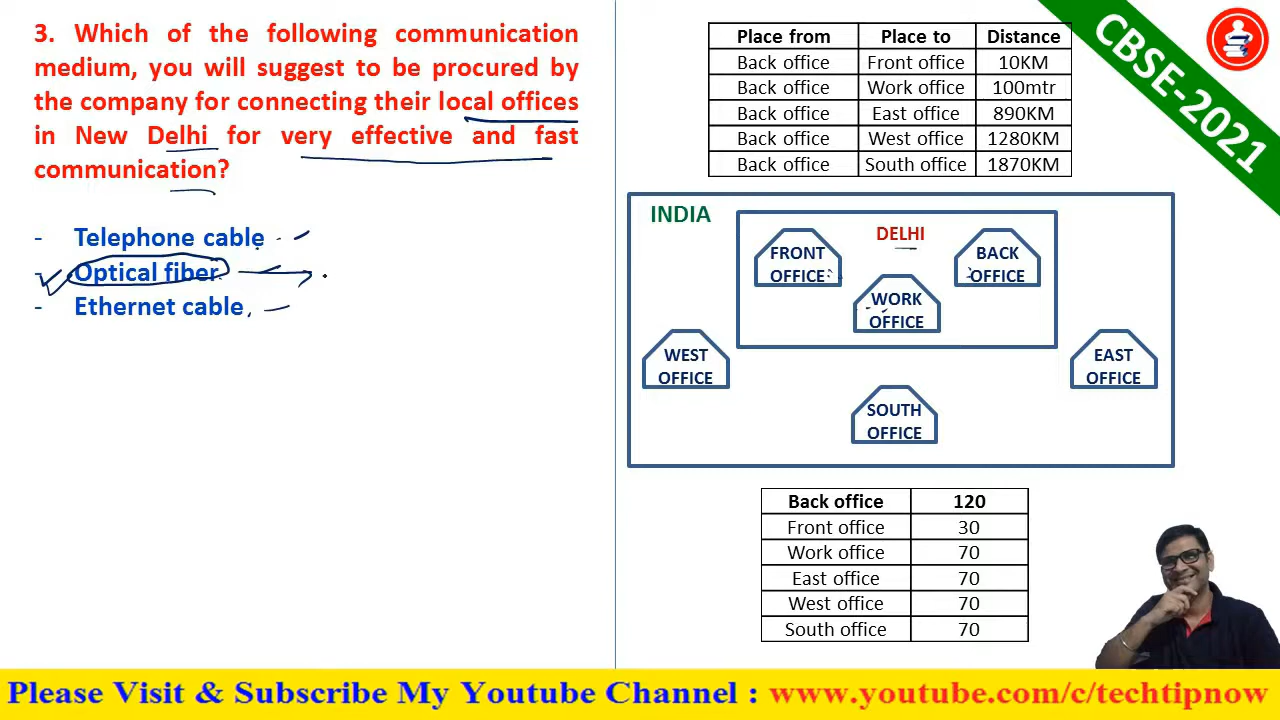 3. Which of the following communication
medium, you will suggest to be procured by
the company for connecting their local offices
in New Delhi for very effective and fast
communication?
- Telephone cable
- Optical fiber
- Ethernet cable
Place from Place to Distance
Back office Front office 10KM
Back office Work office 100mtr
Back office East office 890KM
Back office West office 1280KM
Back office South office 1870KM
CBSE-2021
INDIA
DELHI
FRONT
OFFICE
BACK
OFFICE
WORK
OFFICE
WEST
OFFICE
EAST
OFFICE
SOUTH
OFFICE
Back office 120
Front office 30
Work office 70
East office 70
West office 70
South office 70
Please Visit & Subscribe My Youtube Channel : www.youtube.com/c/techtipnow